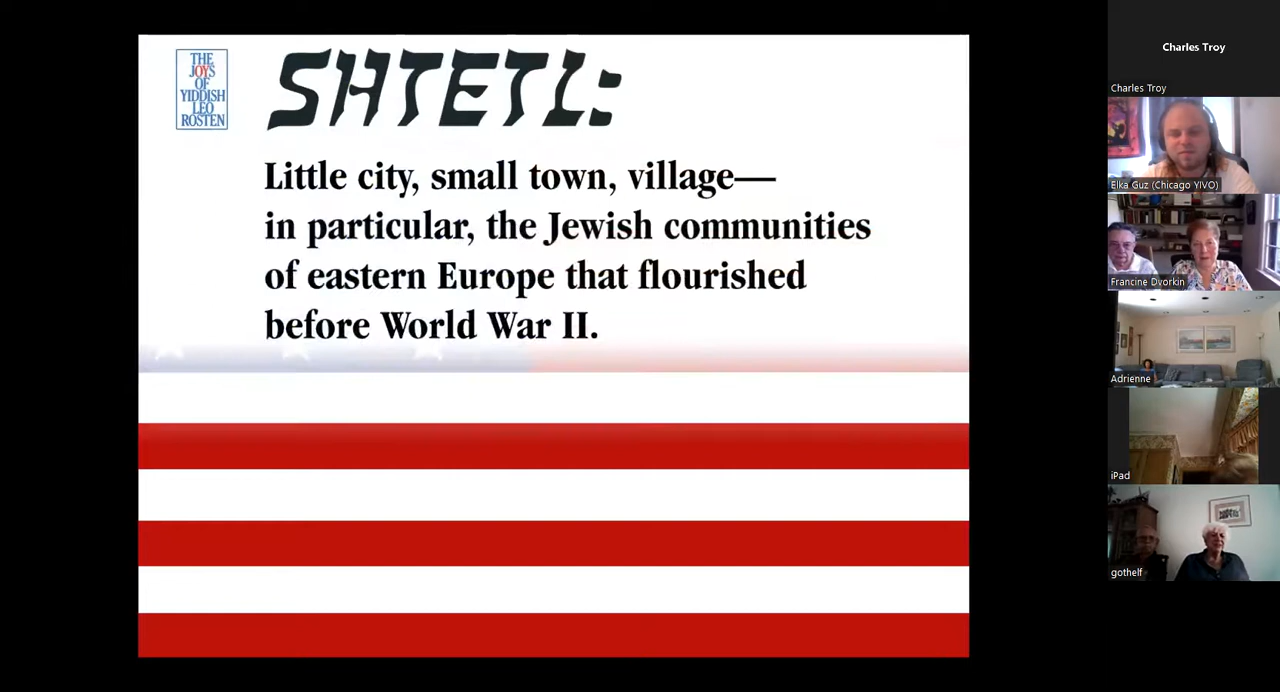 THE
JOYS
OF
YIDDISH
LEO
ROSTEN
SHTETL:
Little city, small town, village—
in particular, the Jewish communities
of eastern Europe that flourished
before World War II.
Charles Troy
Charles Troy
Elka Guz (Chicago YIVO)
Francine Dvorkin
Adrienne
iPad
gothelf